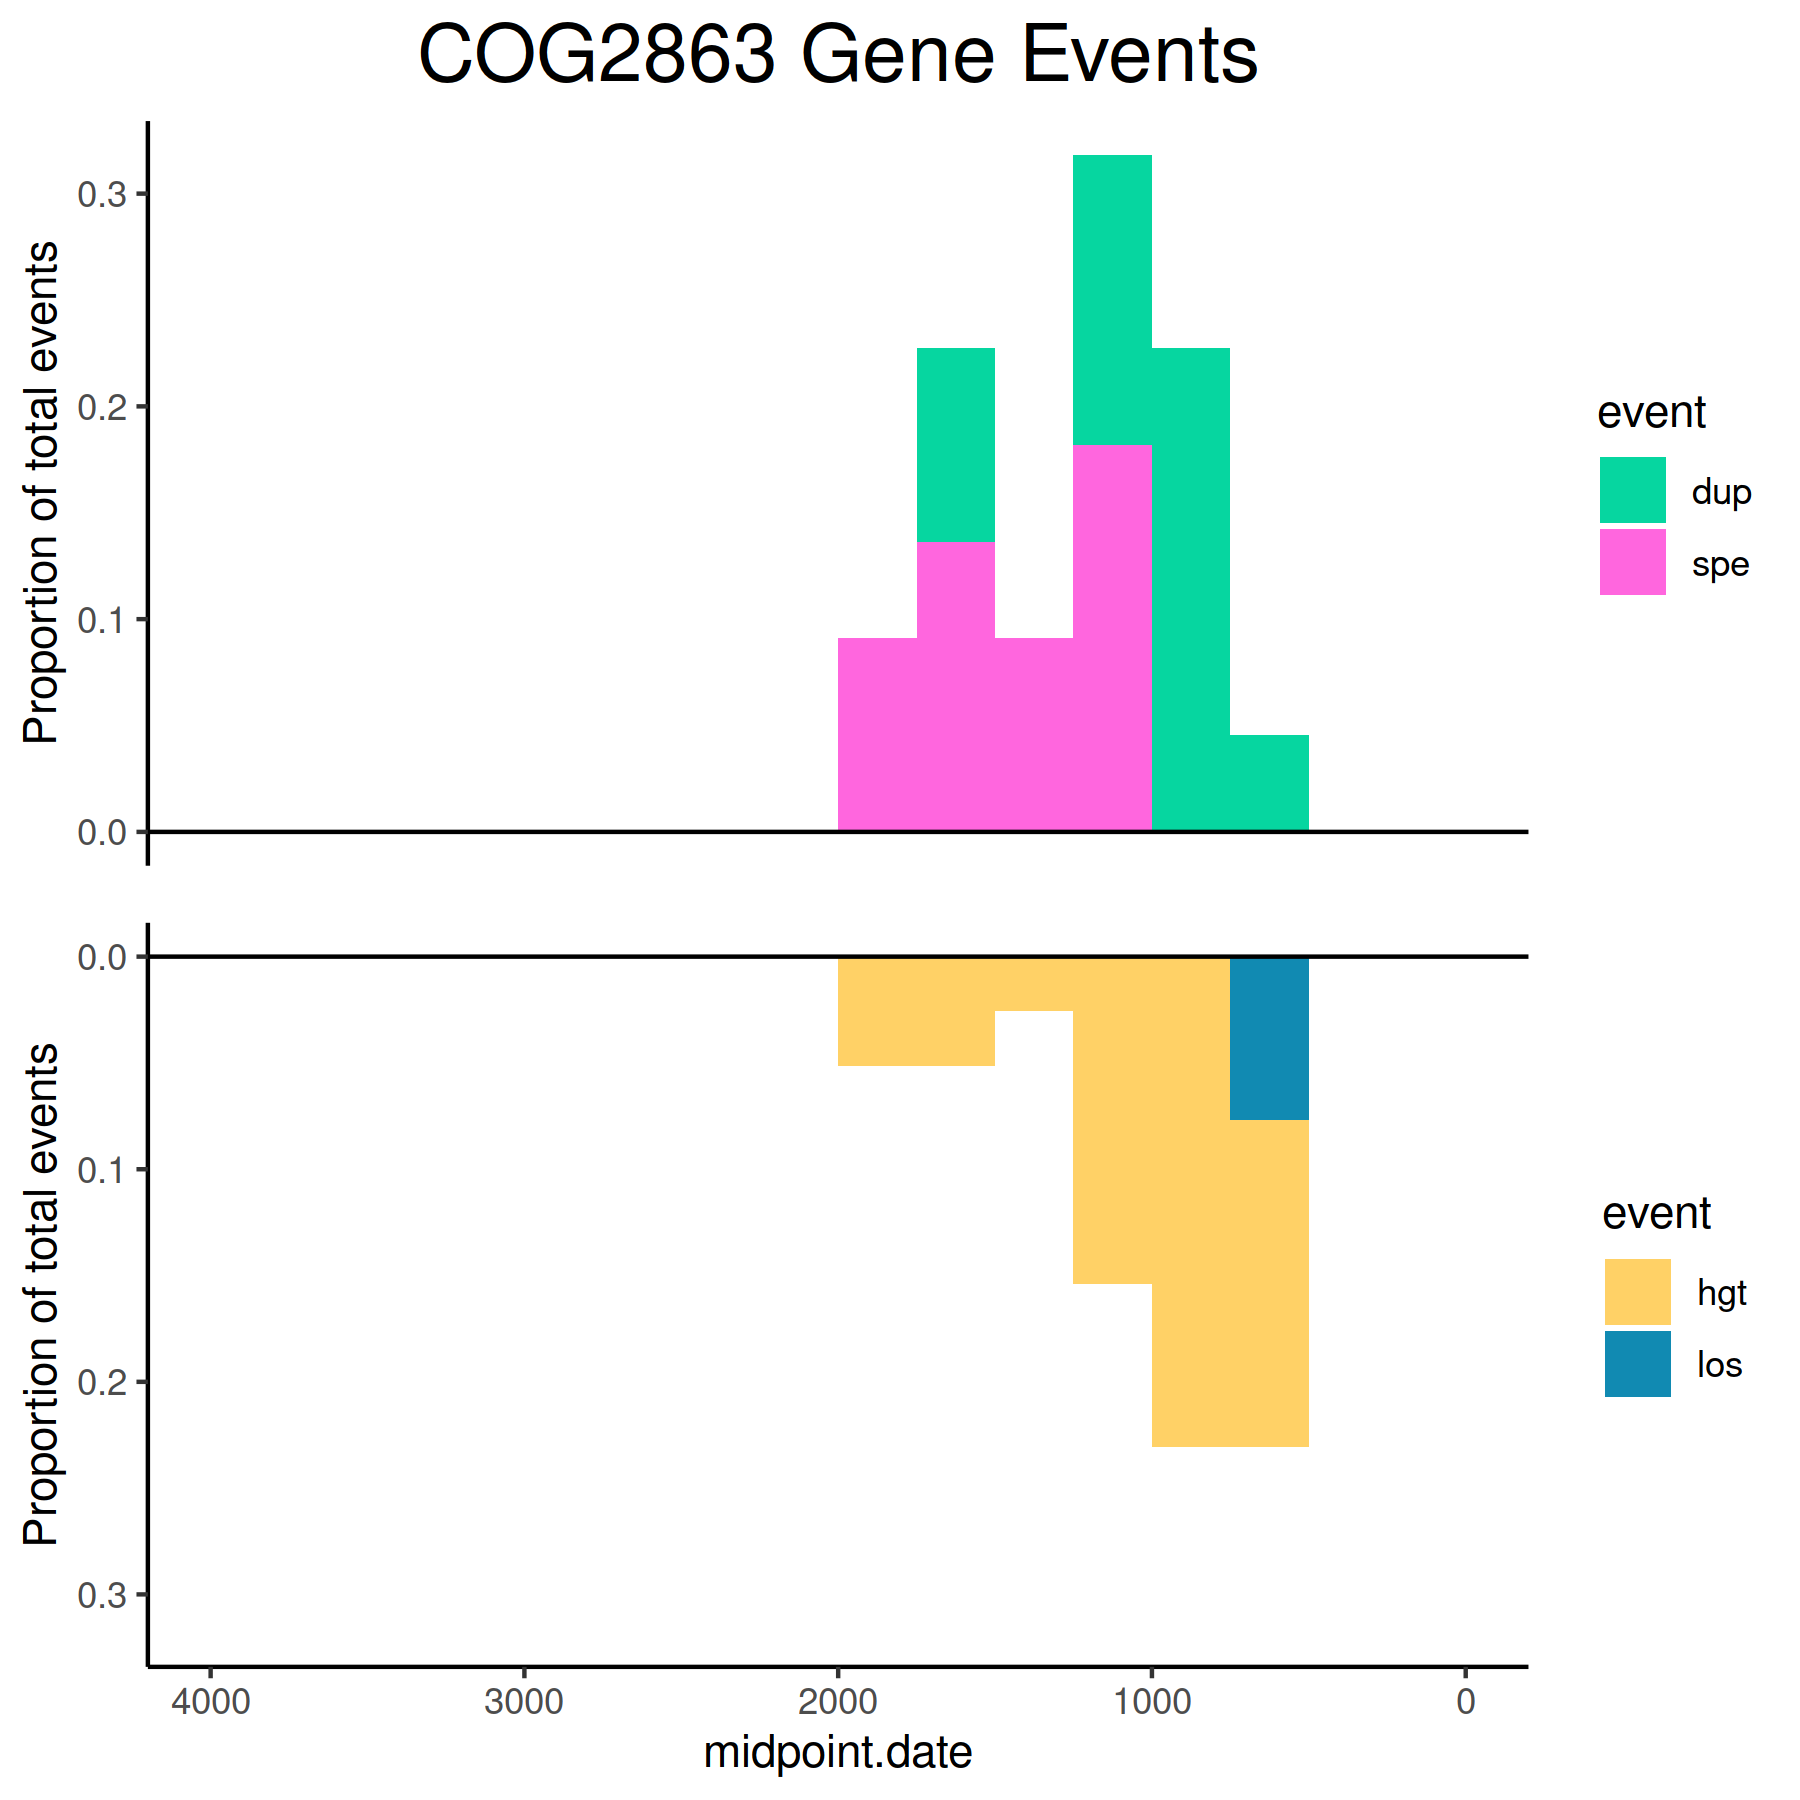 COG2863 Gene Events
Proportion of total events
0.3
0.2
0.1
0.0
event
dup
spe
Proportion of total events
0.0
0.1
0.2
0.3
event
hgt
los
4000 3000 2000 1000 0
midpoint.date